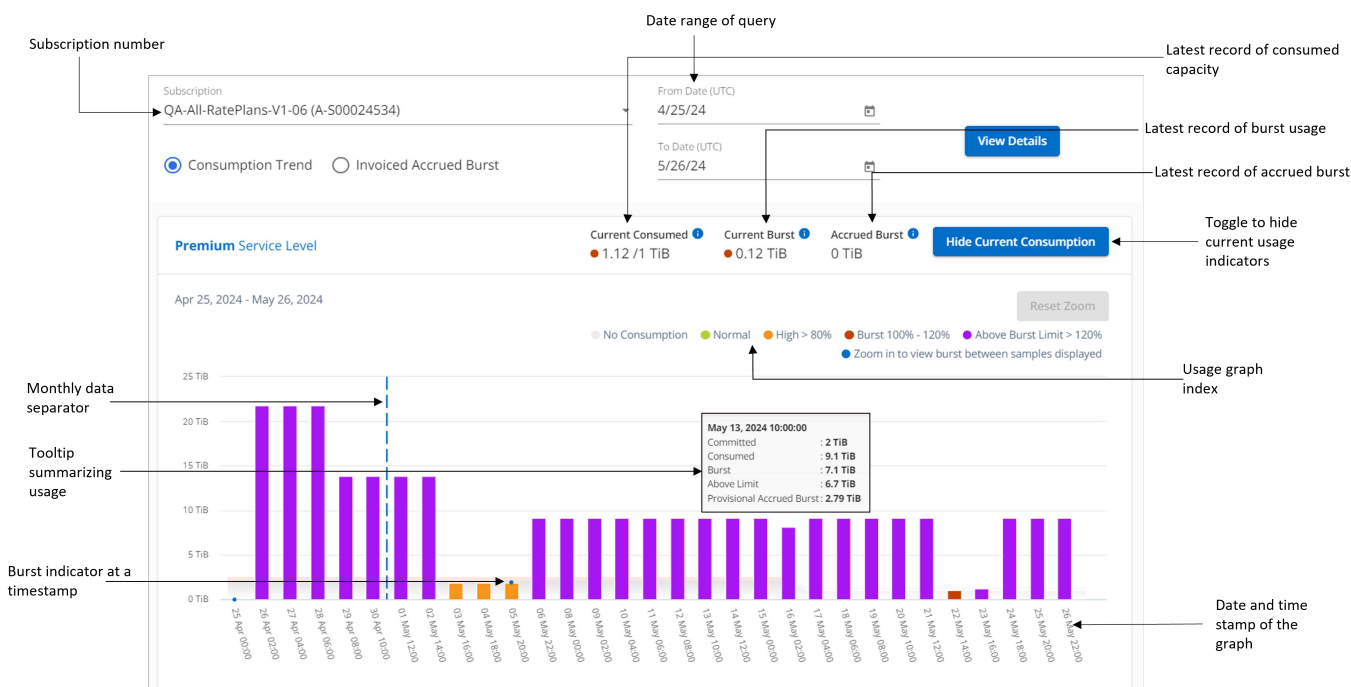 Date range of query
Subscription number
Latest record of consumed
capacity
Subscription
QA-All-RatePlans-V1-06 (A-S00024534)
From Date (UTC)
4/25/24
Latest record of burst usage
View Details
To Date (UTC)
5/26/24
Consumption Trend
Invoiced Accrued Burst
Latest record of accrued burst
Toggle to hide
current usage
indicators
Premium Service Level
Current Consumed
1.12 /1 TiB
Current Burst
0.12 TiB
Accrued Burst
0 TiB
Hide Current Consumption
Apr 25, 2024 - May 26, 2024
Reset Zoom
No Consumption
Normal
High > 80%
Burst 100% - 120%
Above Burst Limit > 120%
Zoom in to view burst between samples displayed
Usage graph
index
Monthly data
separator
Tooltip
summarizing
usage
Burst indicator at a
timestamp
25 TiB
20 TiB
15 TiB
10 TiB
5 TiB
0 TiB
May 13, 2024 10:00:00
Committed : 2 TiB
Consumed : 9.1 TiB
Burst : 7.1 TiB
Above Limit : 6.7 TiB
Provisional Accrued Burst : 2.79 TiB
25 Apr 00:00
26 Apr 02:00
27 Apr 04:00
28 Apr 06:00
29 Apr 08:00
30 Apr 10:00
01 May 12:00
02 May 14:00
03 May 16:00
04 May 18:00
05 May 20:00
06 May 22:00
08 May 00:00
09 May 02:00
10 May 04:00
11 May 06:00
12 May 08:00
13 May 10:00
14 May 12:00
15 May 14:00
16 May 02:00
17 May 04:00
18 May 06:00
19 May 08:00
20 May 10:00
21 May 12:00
22 May 14:00
23 May 16:00
24 May 18:00
25 May 20:00
26 May 22:00
Date and time
stamp of the
graph